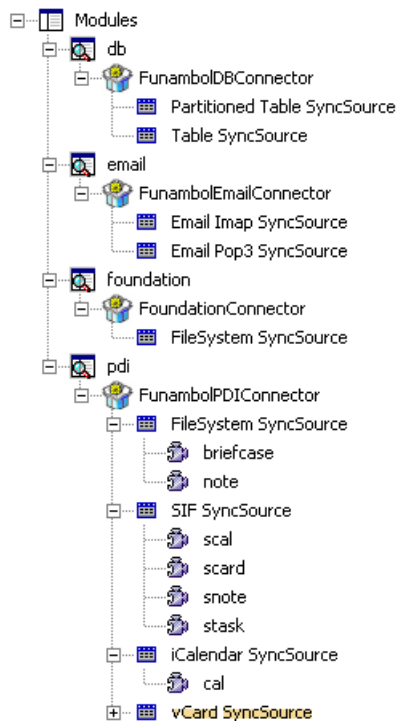 Modules
db
FunambolDBConnector
Partitioned Table SyncSource
Table SyncSource
email
FunambolEmailConnector
Email Imap SyncSource
Email Pop3 SyncSource
foundation
FoundationConnector
FileSystem SyncSource
pdi
FunambolPDIConnector
FileSystem SyncSource
briefcase
note
SIF SyncSource
scal
scard
snote
stask
iCalendar SyncSource
cal
vCard SyncSource